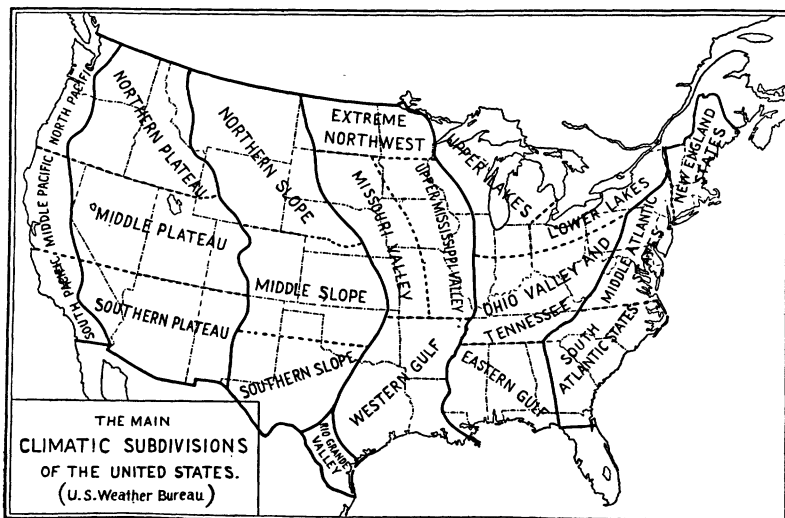 NORTH PACIFIC
MIDDLE PACIFIC
SOUTH PACIFIC
NORTHERN PLATEAU
MIDDLE PLATEAU
SOUTHERN PLATEAU
NORTHERN SLOPE
MIDDLE SLOPE
SOUTHERN SLOPE
EXTREME
NORTHWEST
MISSOURI VALLEY
UPPER MISSISSIPPI VALLEY
UPPER LAKES
LOWER LAKES
NEW ENGLAND
STATES
MIDDLE ATLANTIC
STATES
OHIO VALLEY AND
TENNESSEE
SOUTH
ATLANTIC STATES
EASTERN GULF
WESTERN GULF
RIO GRANDE
VALLEY
THE MAIN
CLIMATIC SUBDIVISIONS
OF THE UNITED STATES.
(U.S. Weather Bureau)